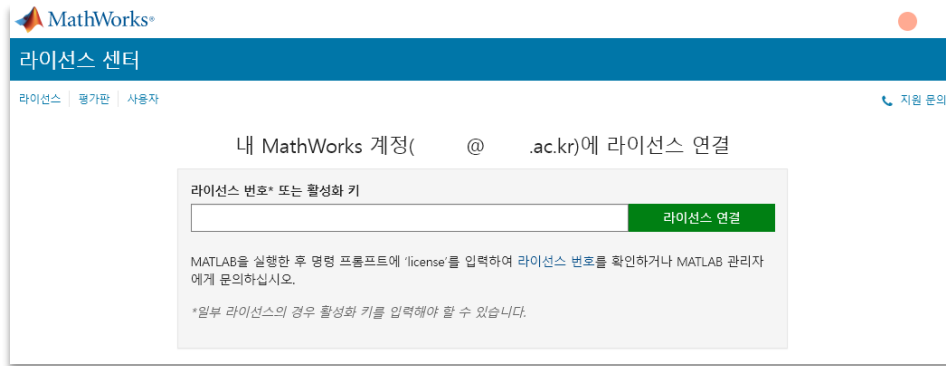 MathWorks®
라이선스 센터
라이선스 평가판 사용자 지원 문의
내 MathWorks 계정( @ .ac.kr)에 라이선스 연결
라이선스 번호* 또는 활성화 키
라이선스 연결
MATLAB을 실행한 후 명령 프롬프트에 'license'를 입력하여 라이선스 번호를 확인하거나 MATLAB 관리자
에게 문의하십시오.
*일부 라이선스의 경우 활성화 키를 입력해야 할 수 있습니다.